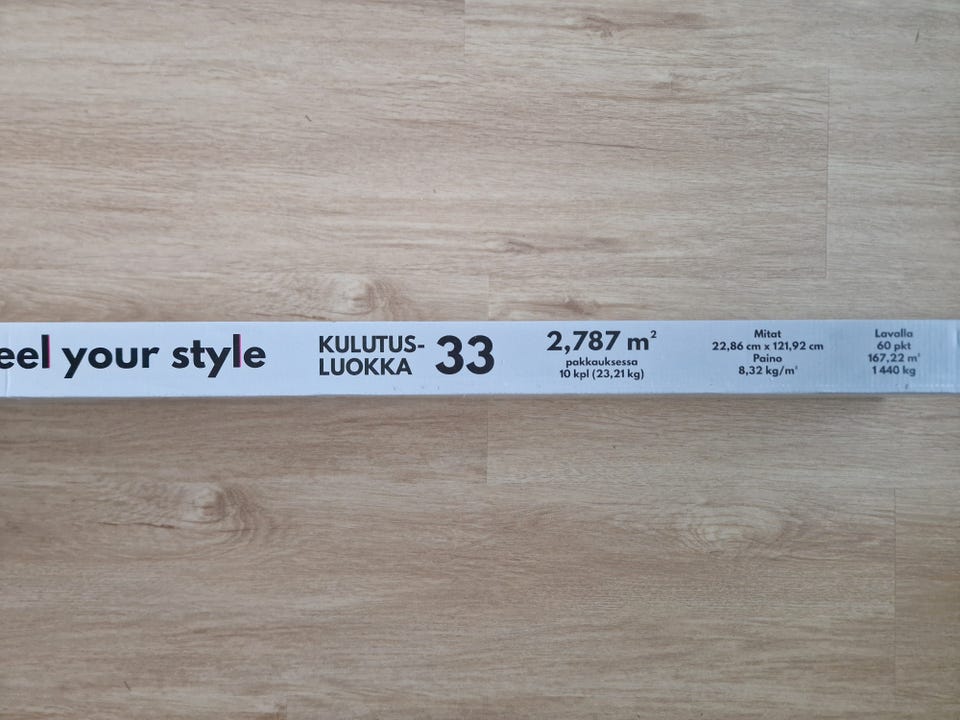 eel your style
KULUTUS-
LUOKKA
33
2,787 m²
pakkauksessa
10 kpl (23,21 kg)
Mitat
22,86 cm x 121,92 cm
Paino
8,32 kg/m²
Lavalla
60 pkt
167,22 m²
1 440 kg